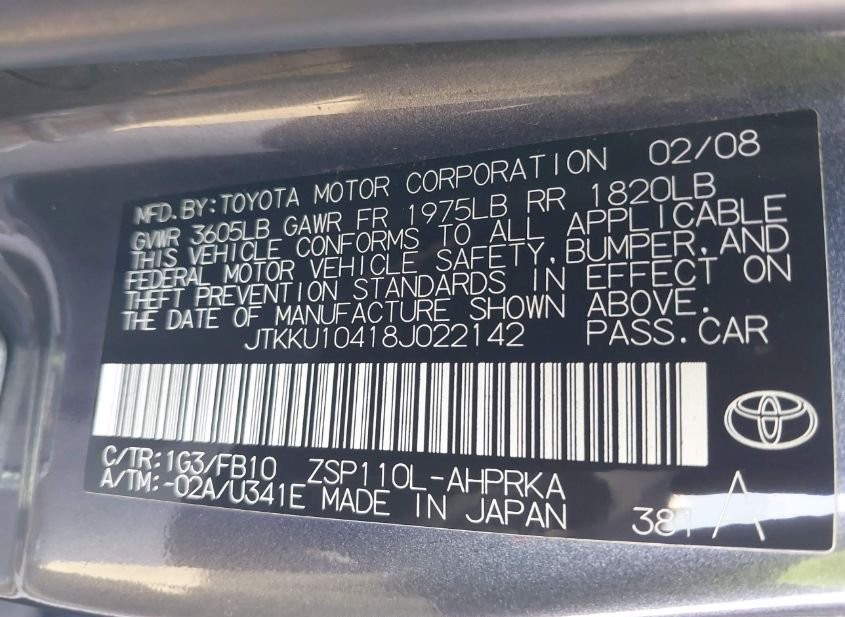 MFD.BY:TOYOTA MOTOR CORPORATION 02/08
GVWR 3605LB GAWR FR 1975LB RR 1820LB
THIS VEHICLE CONFORMS TO ALL APPLICABLE
FEDERAL MOTOR VEHICLE SAFETY,BUMPER,AND
THEFT PREVENTION STANDARDS IN EFFECT ON
THE DATE OF MANUFACTURE SHOWN ABOVE.
JTKKU10418J022142 PASS.CAR
C/TR:1G3/FB10 ZSP110L-AHPRKA
A/TM:-02A/U341E MADE IN JAPAN 381 A